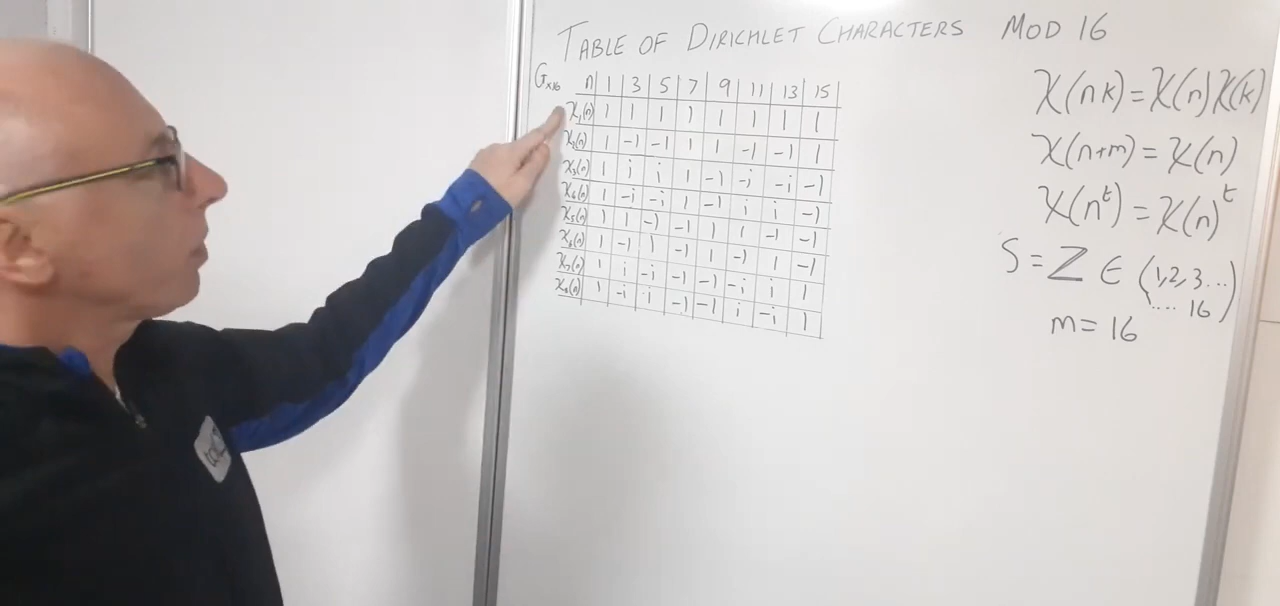 TABLE OF DIRICHLET CHARACTERS MOD 16
G×16 n 1 3 5 7 9 11 13 15
χ₁(n) 1 1 1 1 1 1 1 1
χ₂(n) 1 -1 -1 1 1 -1 -1 1
χ₃(n) 1 i i 1 -1 -i -i -1
χ₄(n) 1 -i -i 1 -1 i i -1
χ₅(n) 1 1 -1 -1 1 1 -1 -1
χ₆(n) 1 -1 1 -1 1 -1 1 -1
χ₇(n) 1 i -i -1 -1 -i i 1
χ₈(n) 1 -i i -1 -1 i -i 1
χ(nk)=χ(n)χ(k)
χ(n+m)=χ(n)
χ(nᵗ)=χ(n)ᵗ
S=Z∈(1,2,3...
....16)
m=16